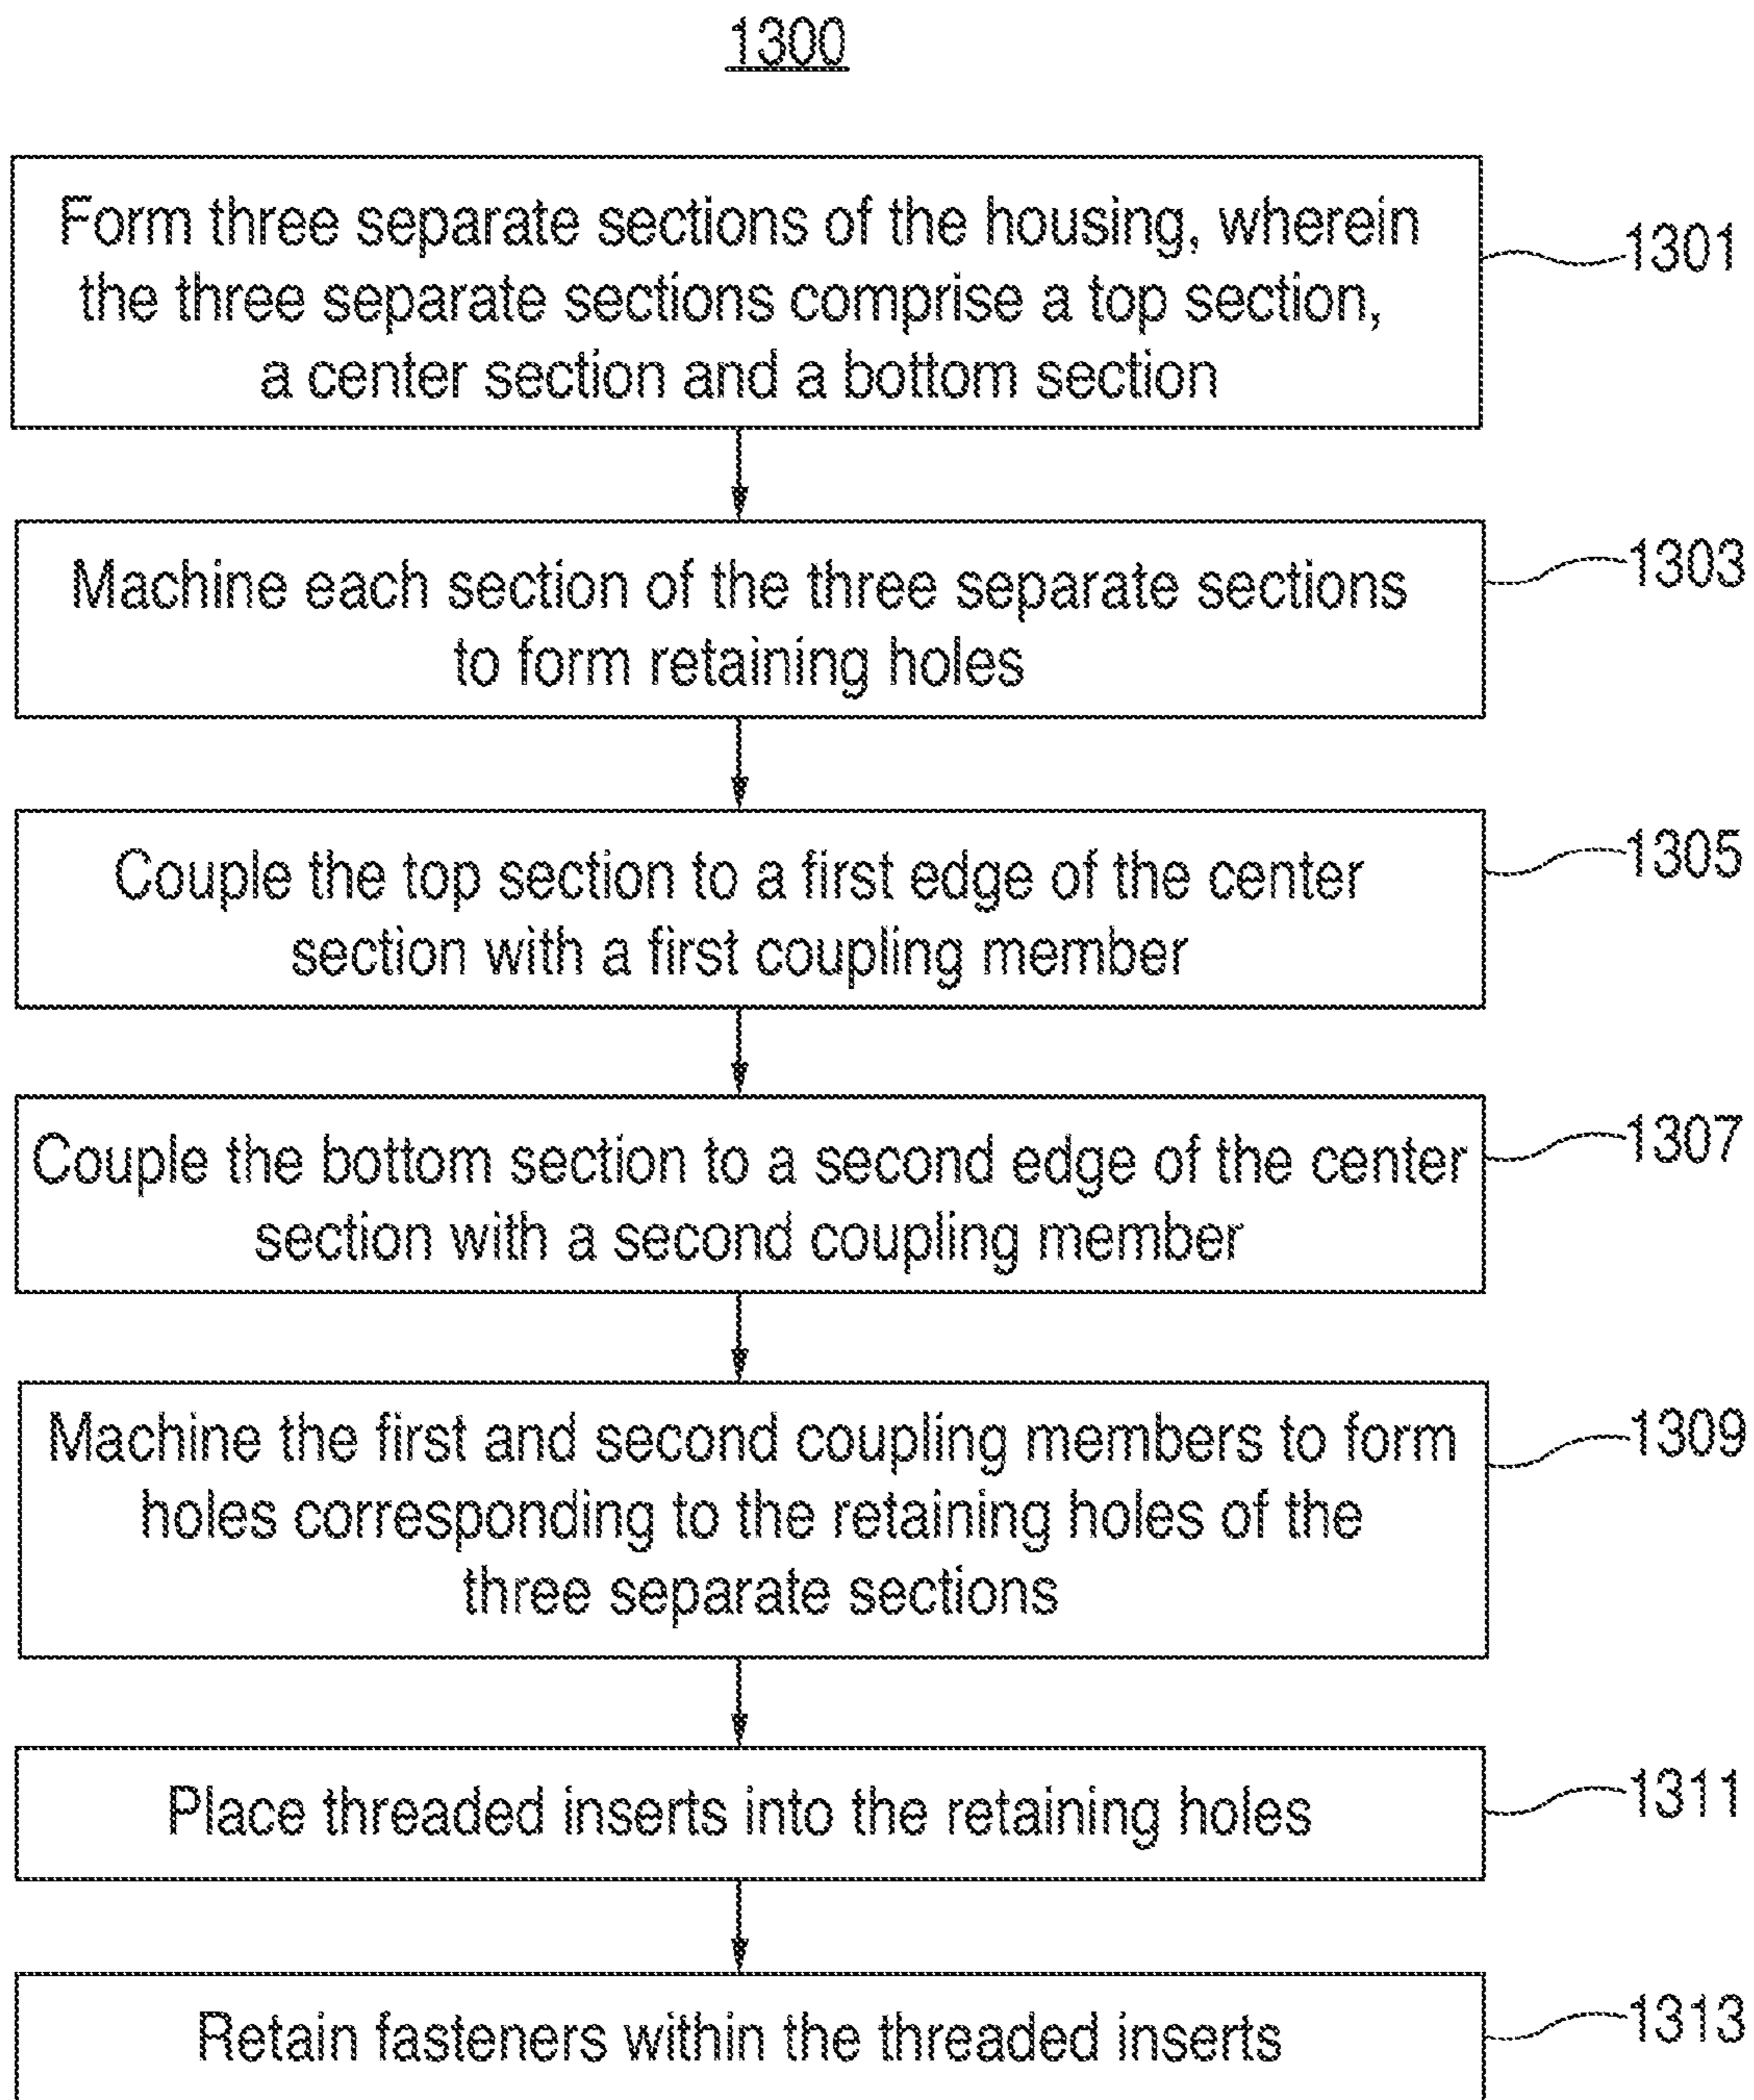 1300
Form three separate sections of the housing, wherein
the three separate sections comprise a top section,
a center section and a bottom section
1301
Machine each section of the three separate sections
to form retaining holes
1303
Couple the top section to a first edge of the center
section with a first coupling member
1305
Couple the bottom section to a second edge of the center
section with a second coupling member
1307
Machine the first and second coupling members to form
holes corresponding to the retaining holes of the
three separate sections
1309
Place threaded inserts into the retaining holes
1311
Retain fasteners within the threaded inserts
1313